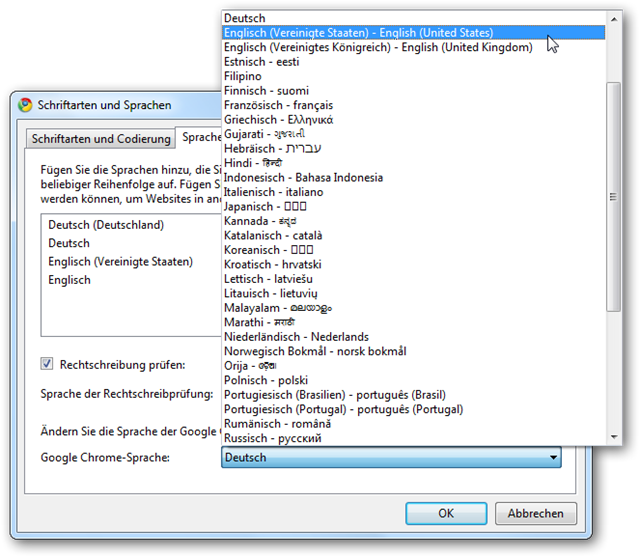 Schriftarten und Sprachen
Schriftarten und Codierung
Sprache
Fügen Sie die Sprachen hinzu, die Si
beliebiger Reihenfolge auf. Fügen S
werden können, um Websites in an
Deutsch (Deutschland)
Deutsch
Englisch (Vereinigte Staaten)
Englisch
Rechtschreibung prüfen:
Sprache der Rechtschreibprüfung:
Ändern Sie die Sprache der Google C
Google Chrome-Sprache:
Deutsch
Deutsch
Englisch (Vereinigte Staaten) - English (United States)
Englisch (Vereinigtes Königreich) - English (United Kingdom)
Estnisch - eesti
Filipino
Finnisch - suomi
Französisch - français
Griechisch - Ελληνικά
Gujarati - ગુજરાતી
Hebräisch - עברית
Hindi - हिन्दी
Indonesisch - Bahasa Indonesia
Italienisch - italiano
Japanisch - □□□
Kannada - ಕನ್ನಡ
Katalanisch - català
Koreanisch - □□□
Kroatisch - hrvatski
Lettisch - latviešu
Litauisch - lietuvių
Malayalam - മലയാളം
Marathi - मराठी
Niederländisch - Nederlands
Norwegisch Bokmål - norsk bokmål
Orija - ଓଡ଼ିଆ
Polnisch - polski
Portugiesisch (Brasilien) - português (Brasil)
Portugiesisch (Portugal) - português (Portugal)
Rumänisch - română
Russisch - русский
OK
Abbrechen